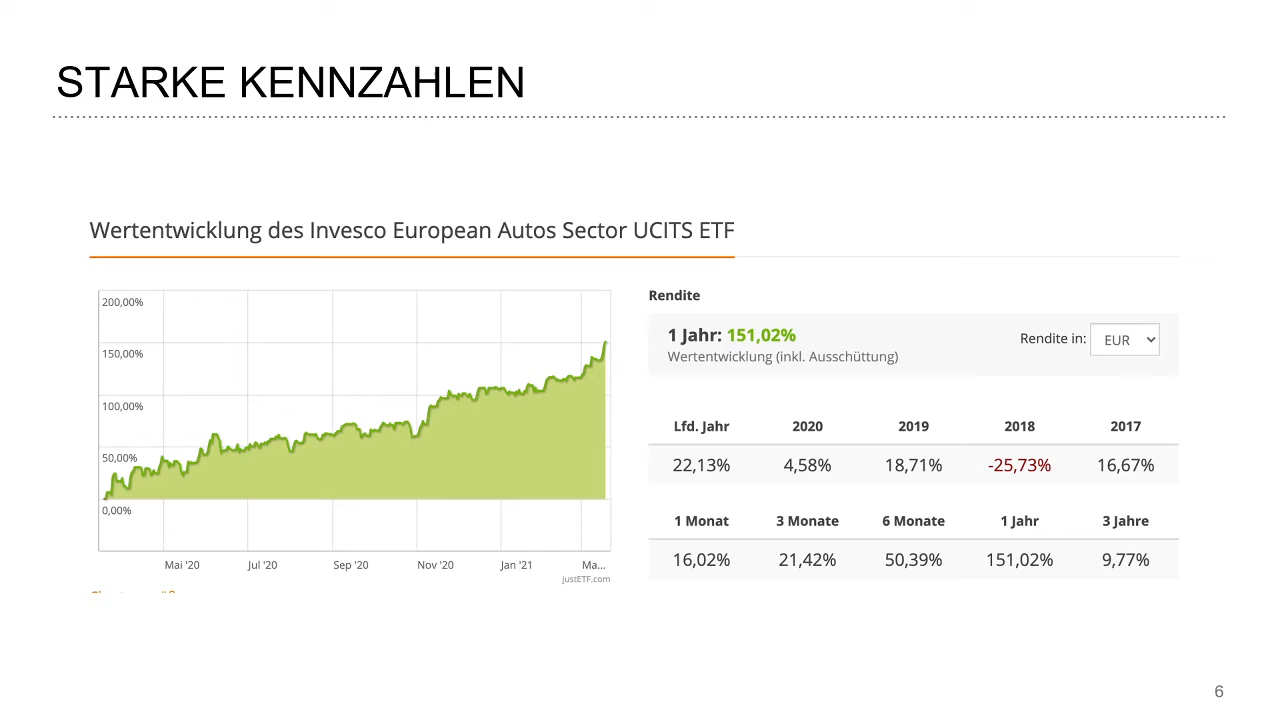 STARKE KENNZAHLEN
Wertentwicklung des Invesco European Autos Sector UCITS ETF
200,00%
150,00%
100,00%
50,00%
0,00%
Mai '20 Jul '20 Sep '20 Nov '20 Jan '21 Ma...
justETF.com
Rendite
1 Jahr: 151,02%
Wertentwicklung (inkl. Ausschüttung)
Rendite in: EUR
Lfd. Jahr 2020 2019 2018 2017
22,13% 4,58% 18,71% -25,73% 16,67%
1 Monat 3 Monate 6 Monate 1 Jahr 3 Jahre
16,02% 21,42% 50,39% 151,02% 9,77%
6